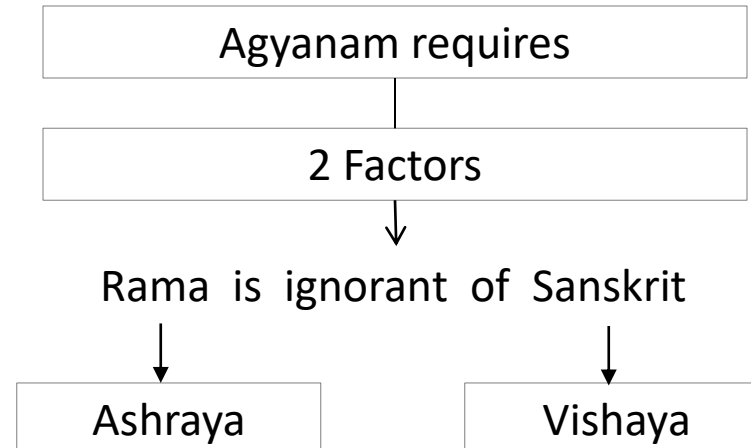 Agyanam requires
2 Factors
Rama is ignorant of Sanskrit
Ashraya Vishaya